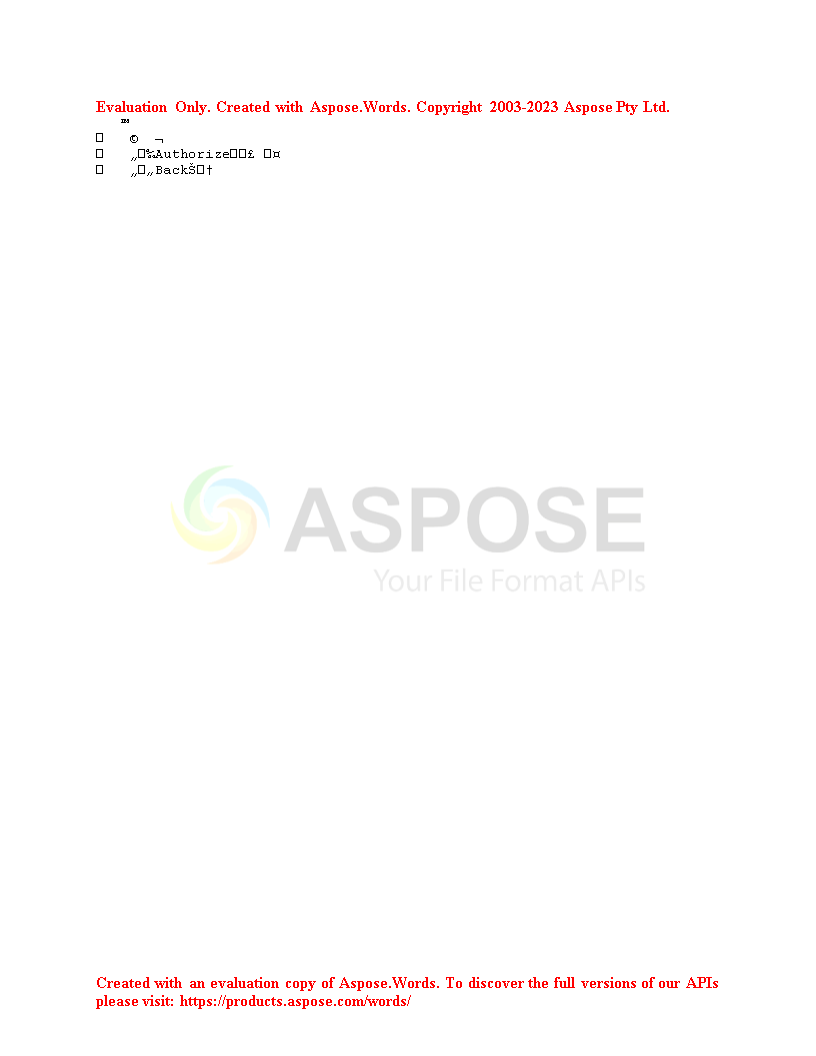 Evaluation Only. Created with Aspose.Words. Copyright 2003-2023 Aspose Pty Ltd.
™
□ © ¬
□ „□‰Authorize□□£ □¤
□ „□„BackŠ□†
ASPOSE
Your File Format APIs
Created with an evaluation copy of Aspose.Words. To discover the full versions of our APIs
please visit: https://products.aspose.com/words/